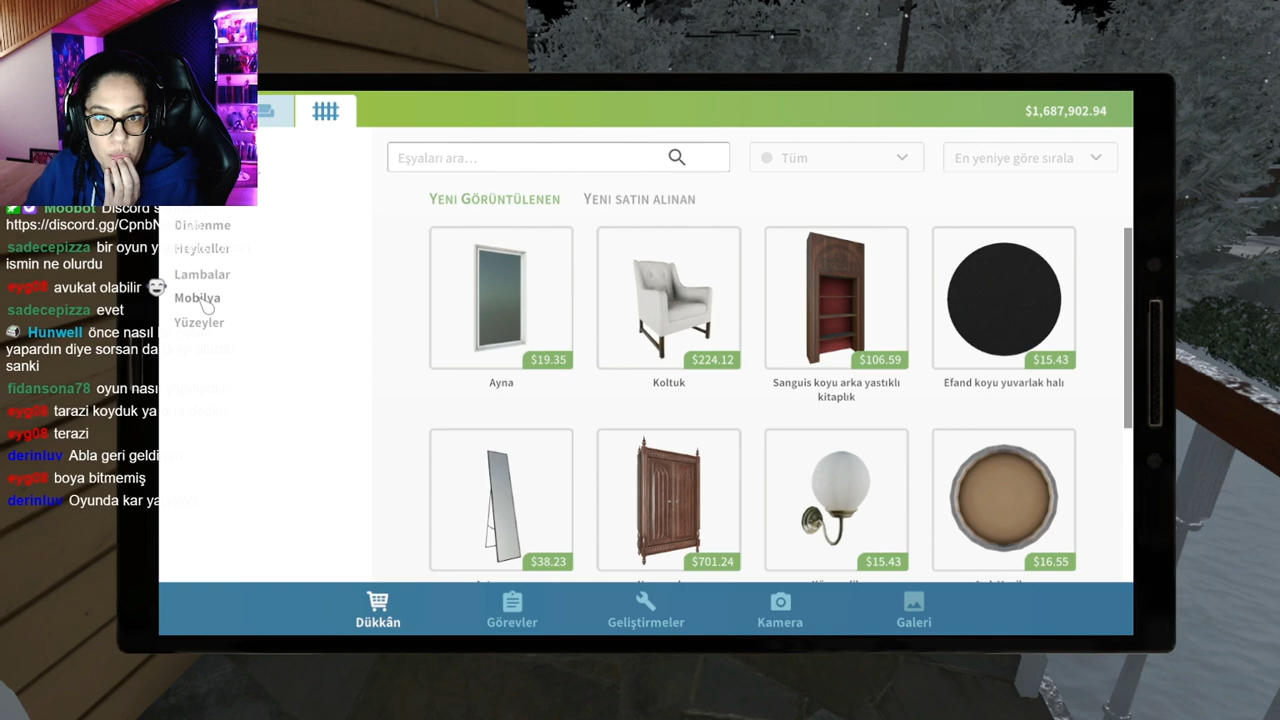 $1,687,902.94
Eşyaları ara...
Tüm
En yeniye göre sırala
YENİ GÖRÜNTÜLENEN
YENİ SATIN ALINAN
Moobot Discord s
https://discord.gg/CpnbN
sadecepizza bir oyun
ismin ne olurdu
eyg08 avukat olabilir
sadecepizza evet
Hunwell önce nasıl
yapardın diye sorsan da
sanki
fidansona78 oyun nası
eyg08 tarazi koyduk ya
eyg08 terazi
derinluv Abla geri geldi
eyg08 boya bitmemiş
derinluv Oyunda kar ya
Dinlenme
Heykeller
Lambalar
Mobilya
Yüzeyler
$19.35
$224.12
$106.59
$15.43
Ayna
Koltuk
Sanguis koyu arka yastıklı
kitaplık
Efand koyu yuvarlak halı
$38.23
$701.24
$15.43
$16.55
Dükkân
Görevler
Geliştirmeler
Kamera
Galeri